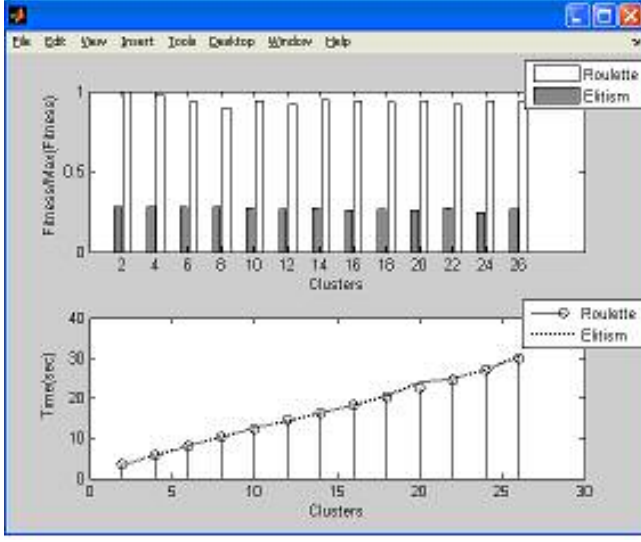 File Edit View Insert Tools Desktop Window Help
Roulette
Elitism
Fitness/Max(Fitness)
1
0.5
0
2 4 6 8 10 12 14 16 18 20 22 24 26
Clusters
Roulette
Elitism
Time(sec)
40
30
20
10
0
0 5 10 15 20 25 30
Clusters